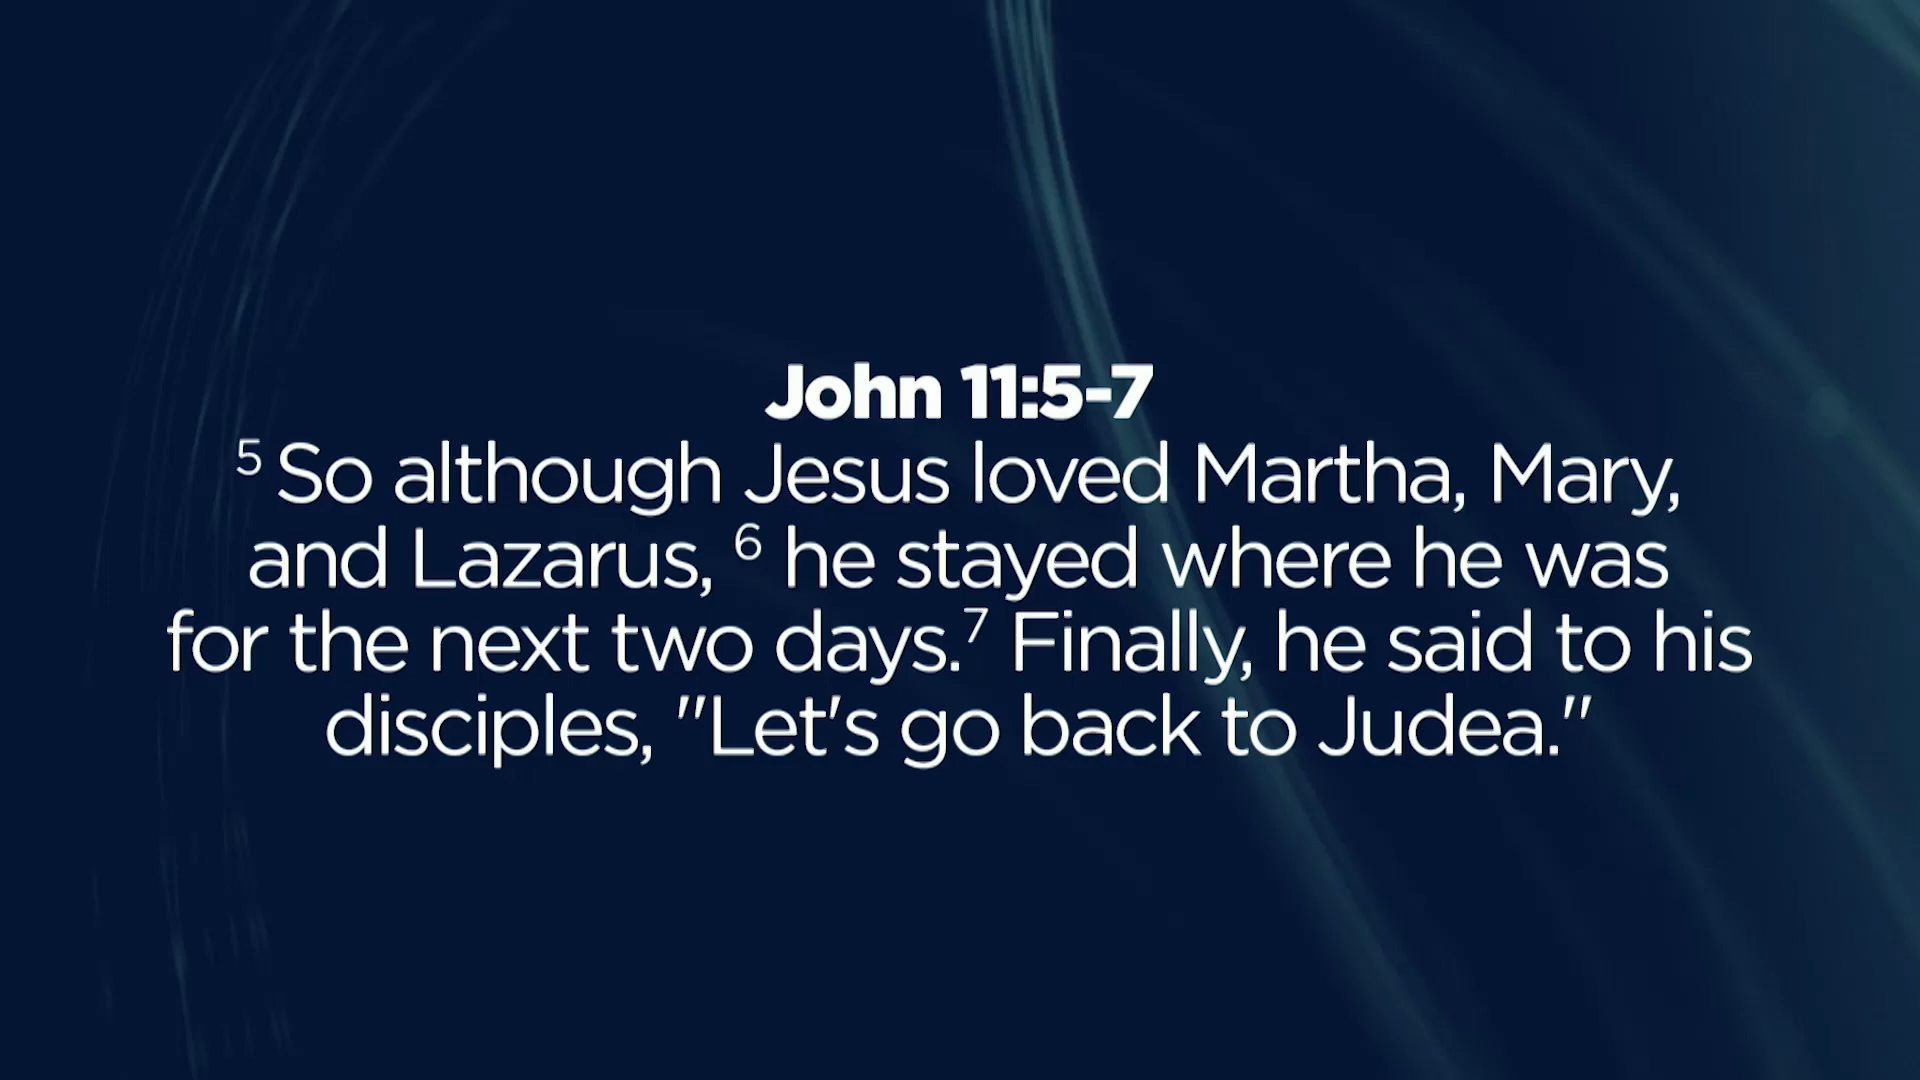 John 11:5-7
⁵ So although Jesus loved Martha, Mary,
and Lazarus, ⁶ he stayed where he was
for the next two days.⁷ Finally, he said to his
disciples, "Let's go back to Judea."